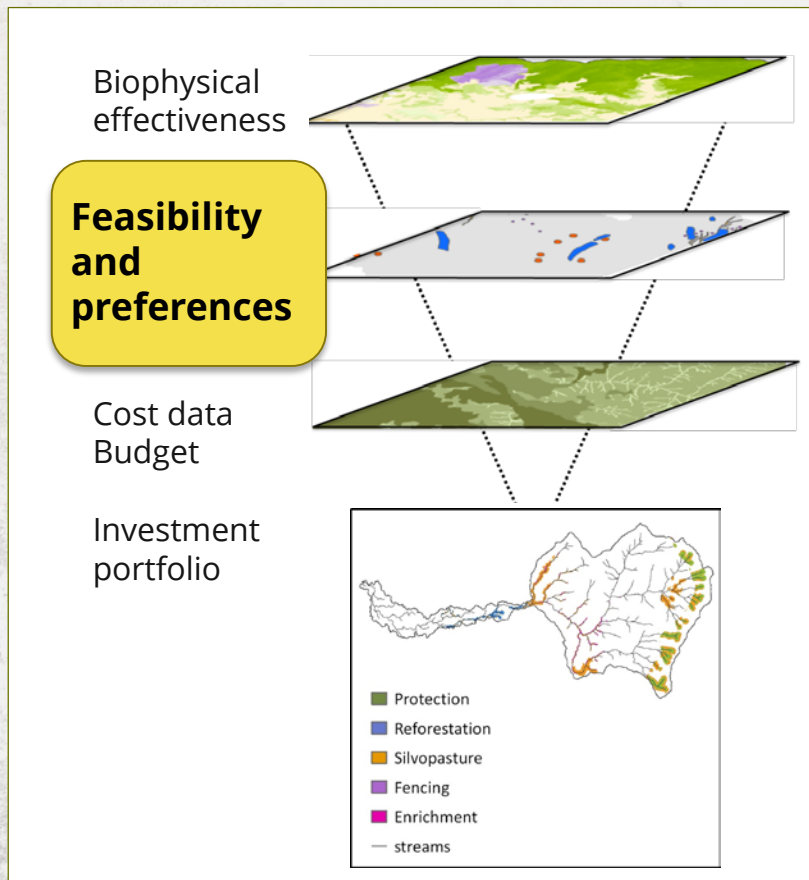 Biophysical
effectiveness
Feasibility
and
preferences
Cost data
Budget
Investment
portfolio
Protection
Reforestation
Silvopasture
Fencing
Enrichment
streams